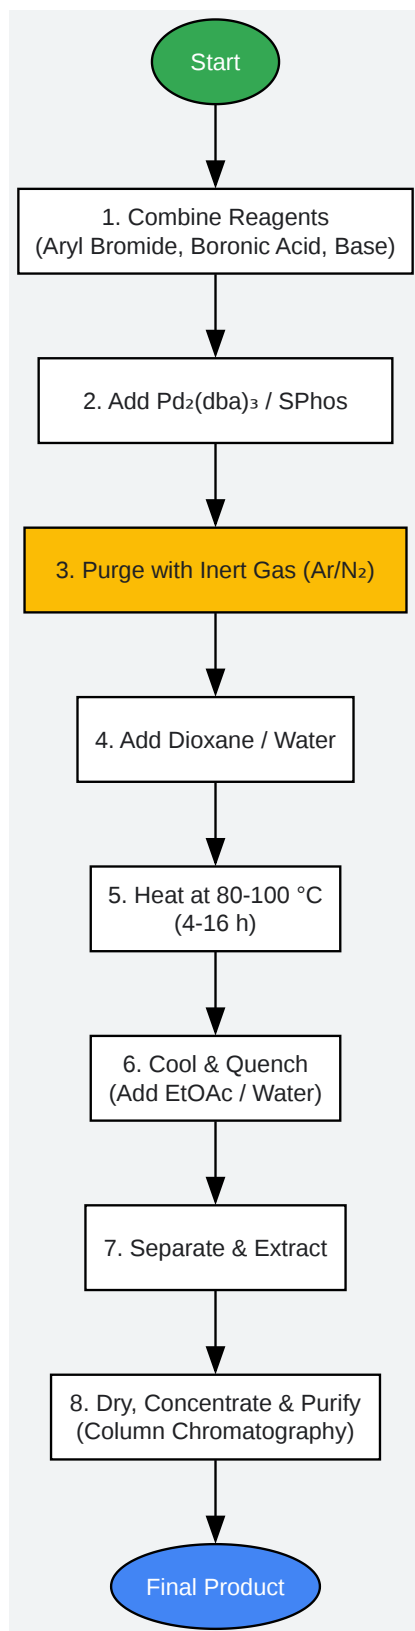 Start
1. Combine Reagents
(Aryl Bromide, Boronic Acid, Base)
2. Add Pd₂(dba)₃ / SPhos
3. Purge with Inert Gas (Ar/N₂)
4. Add Dioxane / Water
5. Heat at 80-100 °C
(4-16 h)
6. Cool & Quench
(Add EtOAc / Water)
7. Separate & Extract
8. Dry, Concentrate & Purify
(Column Chromatography)
Final Product